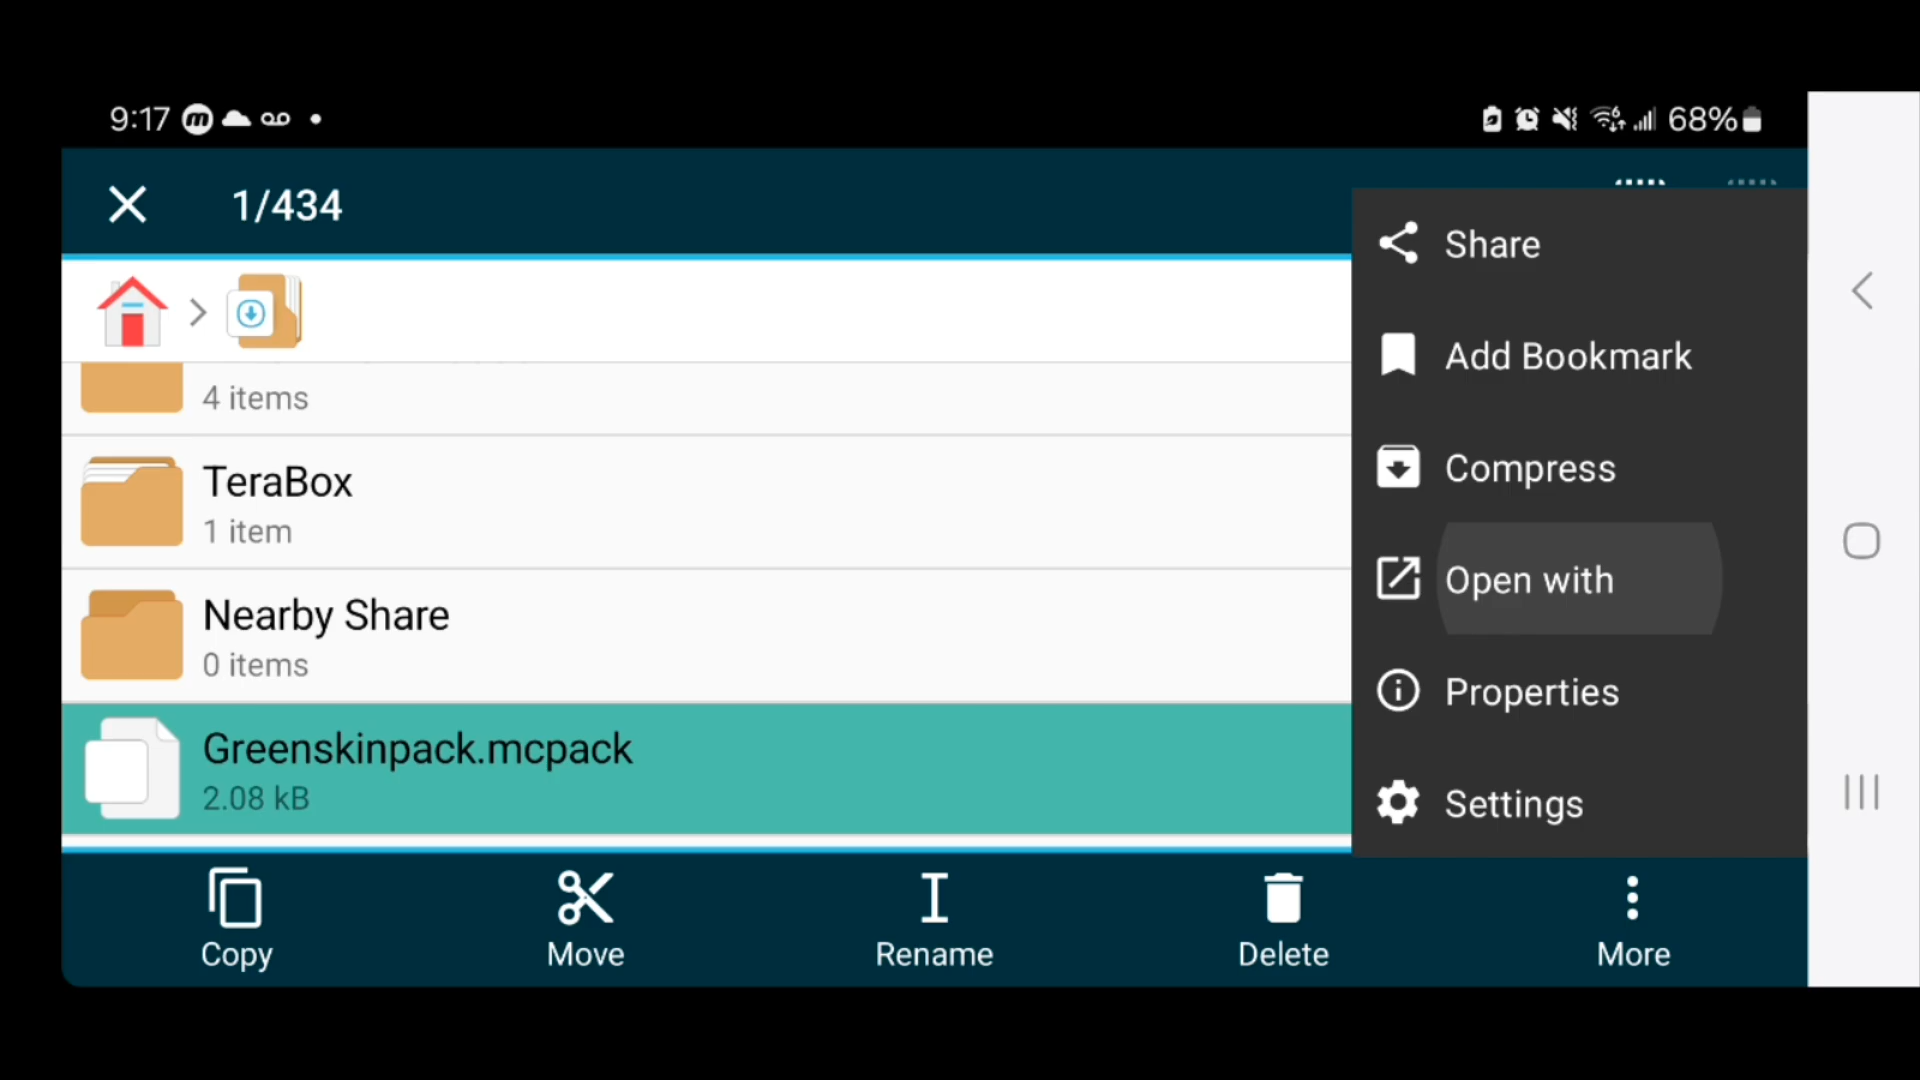 9:17
68%
1/434
4 items
TeraBox
1 item
Nearby Share
0 items
Greenskinpack.mcpack
2.08 kB
Share
Add Bookmark
Compress
Open with
Properties
Settings
Copy
Move
Rename
Delete
More